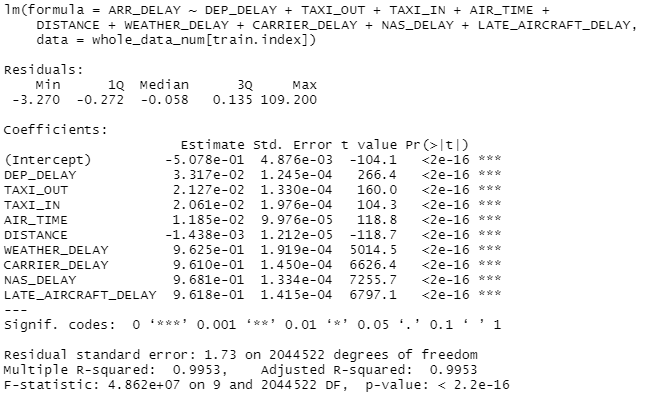 lm(formula = ARR_DELAY ~ DEP_DELAY + TAXI_OUT + TAXI_IN + AIR_TIME +
    DISTANCE + WEATHER_DELAY + CARRIER_DELAY + NAS_DELAY + LATE_AIRCRAFT_DELAY,
    data = whole_data_num[train.index])
Residuals:
    Min      1Q  Median      3Q     Max
 -3.270  -0.272  -0.058   0.135 109.200
Coefficients:
                      Estimate Std. Error t value Pr(>|t|)
(Intercept)         -5.078e-01  4.876e-03  -104.1   <2e-16 ***
DEP_DELAY            3.317e-02  1.245e-04   266.4   <2e-16 ***
TAXI_OUT             2.127e-02  1.330e-04   160.0   <2e-16 ***
TAXI_IN              2.061e-02  1.976e-04   104.3   <2e-16 ***
AIR_TIME             1.185e-02  9.976e-05   118.8   <2e-16 ***
DISTANCE            -1.438e-03  1.212e-05  -118.7   <2e-16 ***
WEATHER_DELAY        9.625e-01  1.919e-04  5014.5   <2e-16 ***
CARRIER_DELAY        9.610e-01  1.450e-04  6626.4   <2e-16 ***
NAS_DELAY            9.681e-01  1.334e-04  7255.7   <2e-16 ***
LATE_AIRCRAFT_DELAY  9.618e-01  1.415e-04  6797.1   <2e-16 ***
---
Signif. codes:  0 ‘***’ 0.001 ‘**’ 0.01 ‘*’ 0.05 ‘.’ 0.1 ‘ ’ 1
Residual standard error: 1.73 on 2044522 degrees of freedom
Multiple R-squared:  0.9953,    Adjusted R-squared:  0.9953
F-statistic: 4.862e+07 on 9 and 2044522 DF,  p-value: < 2.2e-16